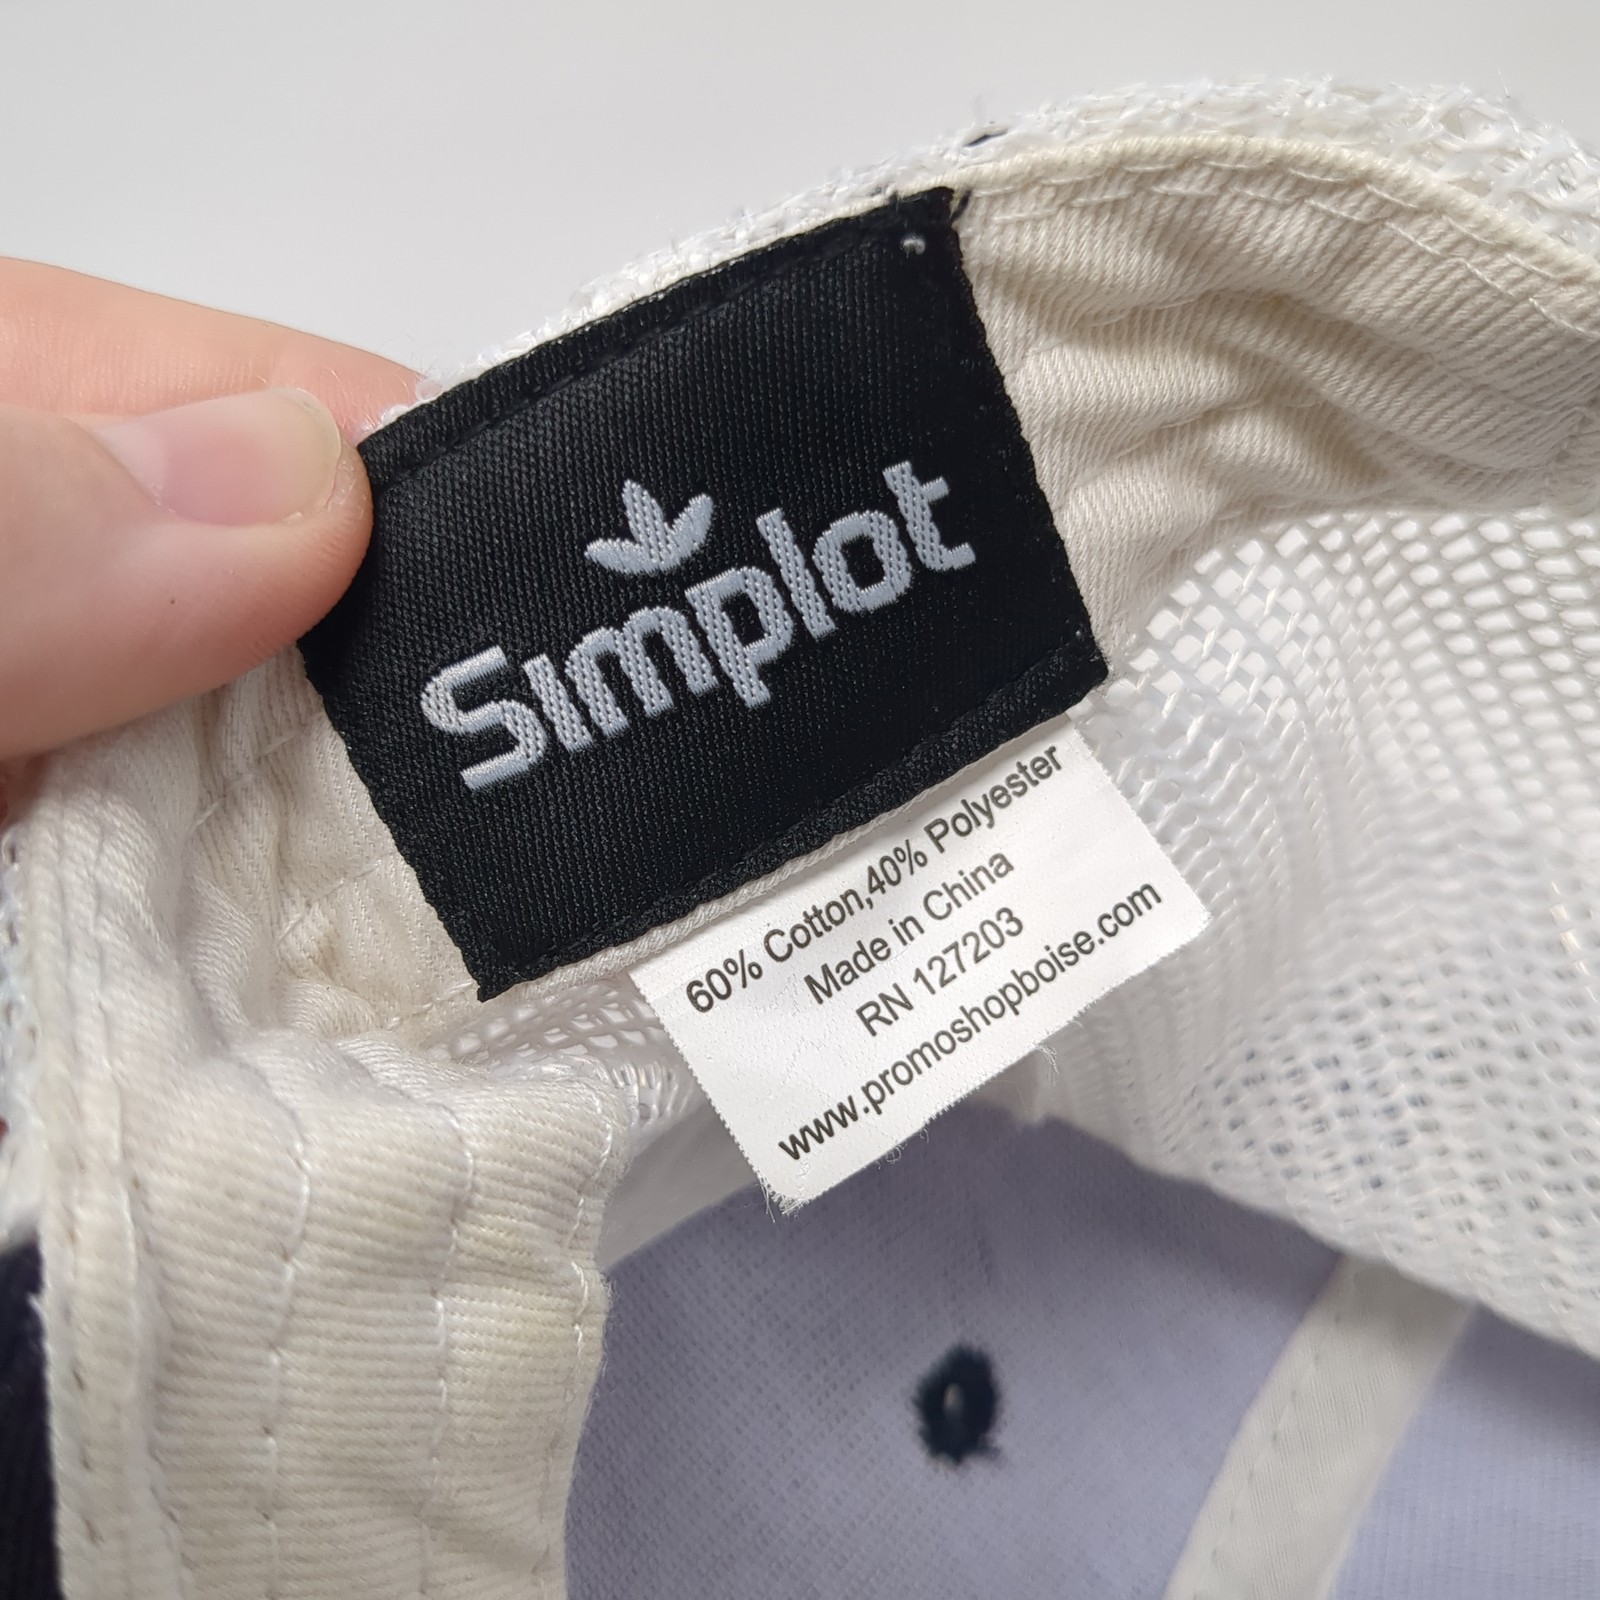 Simplot
60% Cotton,40% Polyester
Made in China
RN 127203
www.promoshopboise.com